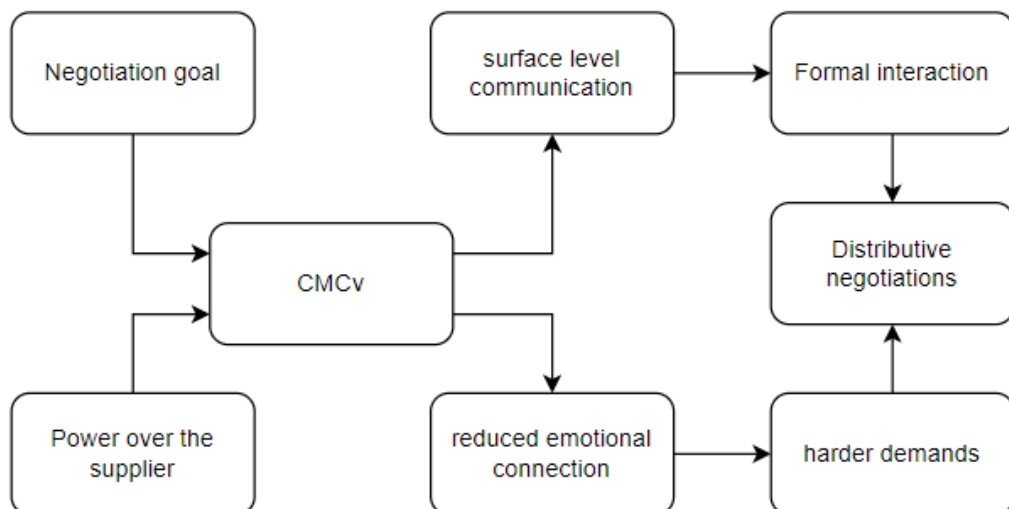 Negotiation goal
surface level
communication
Formal interaction
CMCv
Distributive
negotiations
Power over the
supplier
reduced emotional
connection
harder demands